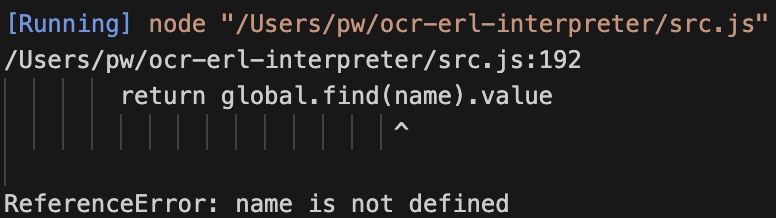 [Running] node "/Users/pw/ocr-erl-interpreter/src.js"
/Users/pw/ocr-erl-interpreter/src.js:192
return global.find(name).value
^
ReferenceError: name is not defined